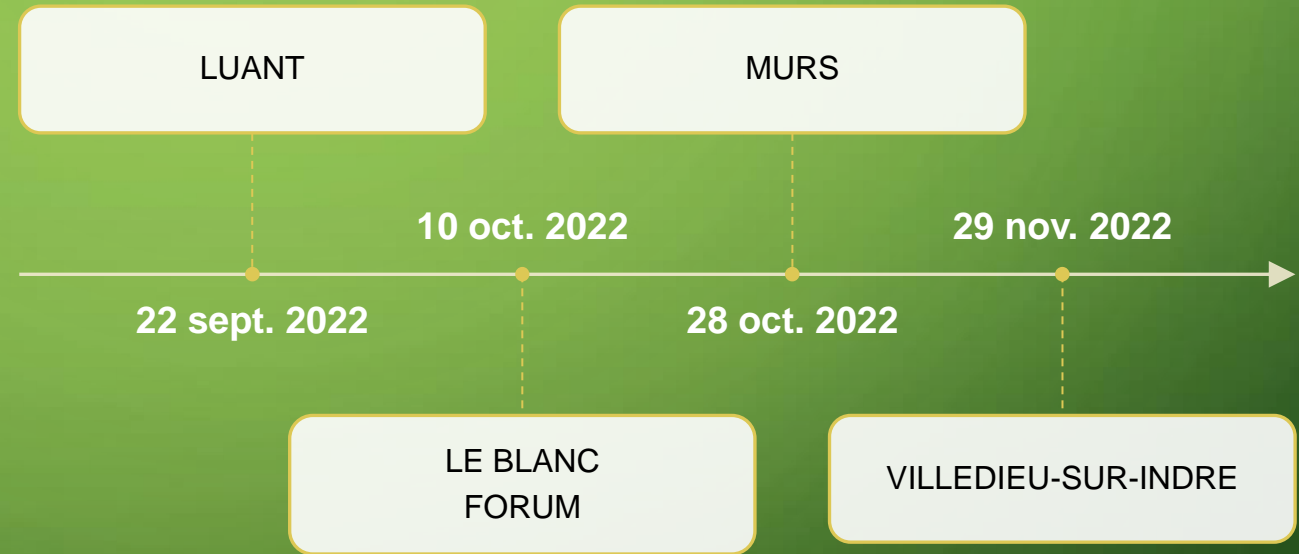 LUANT
MURS
10 oct. 2022
29 nov. 2022
22 sept. 2022
28 oct. 2022
LE BLANC
FORUM
VILLEDIEU-SUR-INDRE